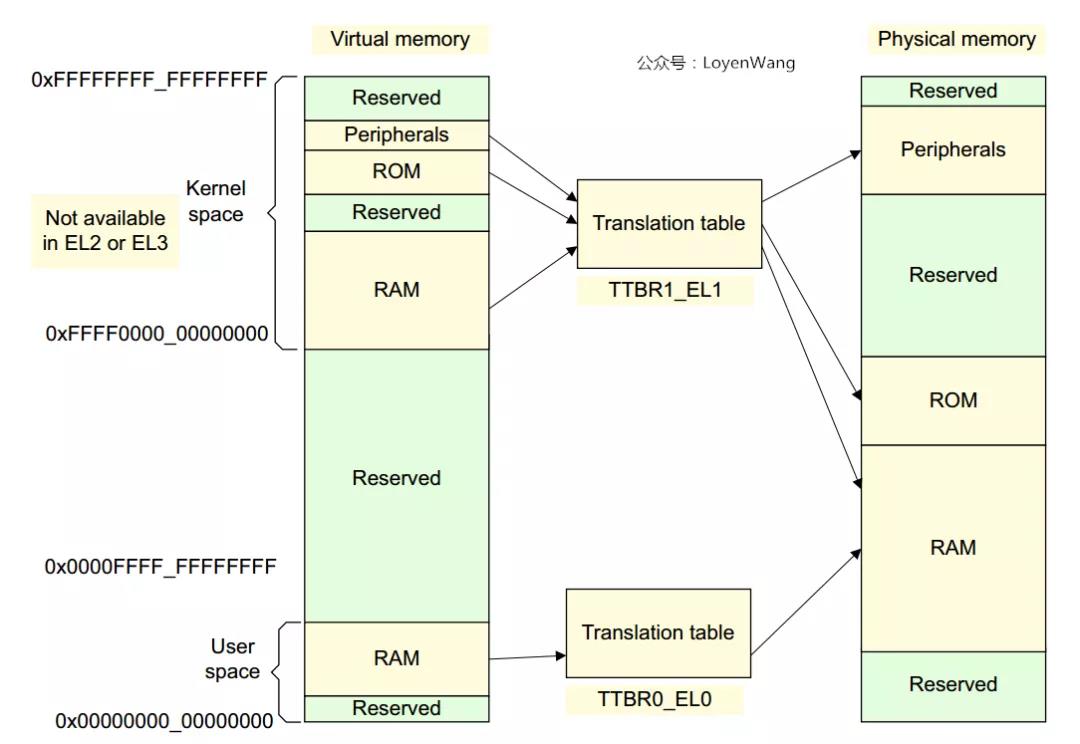 Virtual memory
Physical memory
公众号：LoyenWang
0xFFFFFFFF_FFFFFFFF
Reserved
Peripherals
ROM
Reserved
RAM
Kernel
space
Not available
in EL2 or EL3
0xFFFF0000_00000000
Reserved
0x0000FFFF_FFFFFFFF
User
space
RAM
Reserved
0x00000000_00000000
Translation table
TTBR1_EL1
Translation table
TTBR0_EL0
Reserved
Peripherals
Reserved
ROM
RAM
Reserved